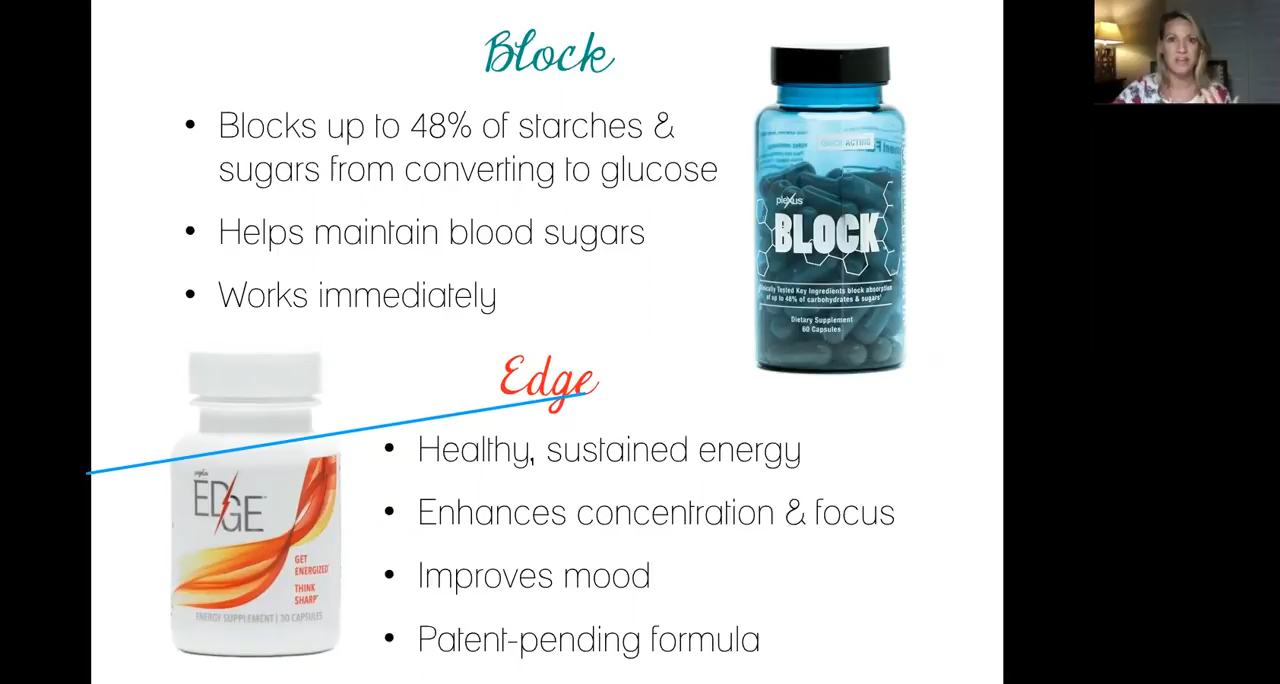 Block
• Blocks up to 48% of starches &
sugars from converting to glucose
• Helps maintain blood sugars
• Works immediately
QUICK ACTING
plexus
BLOCK
Clinically Tested Key Ingredients block absorption
of up to 48% of carbohydrates & sugars
Dietary Supplement
60 Capsules
Edge
• Healthy, sustained energy
• Enhances concentration & focus
• Improves mood
• Patent-pending formula
plexus
EDGE
GET
ENERGIZED
THINK
SHARP
ENERGY SUPPLEMENT | 30 CAPSULES